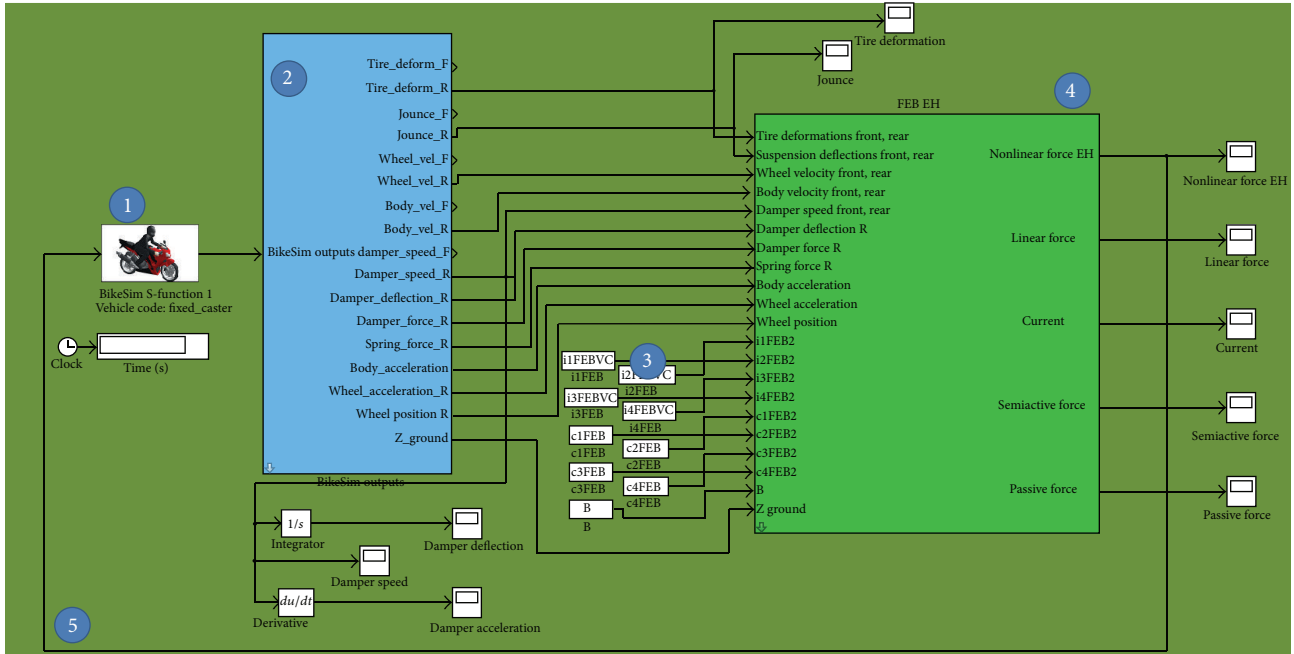 Tire deformation
Jounce
2
Tire_deform_F
Tire_deform_R
Jounce_F
Jounce_R
Wheel_vel_F
Wheel_vel_R
Body_vel_F
Body_vel_R
BikeSim outputs damper_speed_F
Damper_speed_R
Damper_deflection_R
Damper_force_R
Spring_force_R
Body_acceleration
Wheel_acceleration_R
Wheel position R
Z_ground
BikeSim outputs
1
BikeSim S-function 1
Vehicle code: fixed_caster
Clock
Time (s)
4
FEB EH
Tire deformations front, rear
Suspension deflections front, rear
Wheel velocity front, rear
Body velocity front, rear
Damper speed front, rear
Damper deflection R
Damper force R
Spring force R
Body acceleration
Wheel acceleration
Wheel position
i1FEB2
i2FEB2
i3FEB2
i4FEB2
c1FEB2
c2FEB2
c3FEB2
c4FEB2
B
Z ground
Nonlinear force EH
Linear force
Current
Semiactive force
Passive force
Nonlinear force EH
Linear force
Current
Semiactive force
Passive force
3
i1FEBVC
i1FEB
i2FEB
i3FEBVC
i3FEB
i4FEBVC
i4FEB
c1FEB
c1FEB
c2FEB
c2FEB
c3FEB
c3FEB
c4FEB
c4FEB
B
B
1/s
Integrator
Damper deflection
Damper speed
du/dt
Derivative
Damper acceleration
5